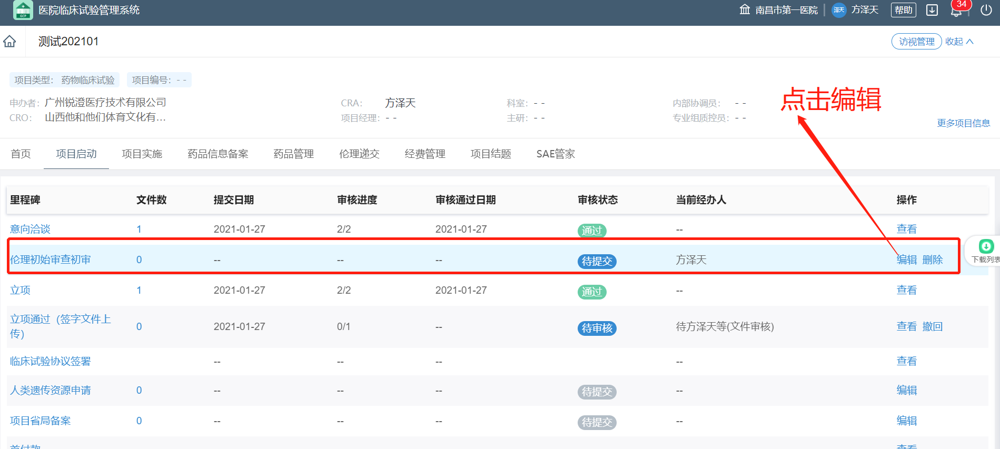 医院临床试验管理系统 南昌市第一医院 泽天 方泽天 帮助 34
GCP
测试202101 访视管理 收起
项目类型： 药物临床试验 项目编号：- -
点击编辑
申办者：广州锐澄医疗技术有限公司 CRA： 方泽天 科室：- - 内部协调员： - -
CRO： 山西他和他们体育文化有... 项目经理：- - 主研：- - 专业组质控员：- -
更多项目信息
首页 项目启动 项目实施 药品信息备案 药品管理 伦理递交 经费管理 项目结题 SAE管家
里程碑 文件数 提交日期 审核进度 审核通过日期 审核状态 当前经办人 操作
意向洽谈 1 2021-01-27 2/2 2021-01-27 通过 -- 查看
伦理初始审查初审 0 -- -- -- 待提交 方泽天 编辑 删除
下载列表
立项 1 2021-01-27 2/2 2021-01-27 通过 -- 查看
立项通过（签字文件上
传） 0 2021-01-27 0/1 -- 待审核 待方泽天等(文件审核) 查看 撤回
临床试验协议签署 -- -- -- -- 查看
人类遗传资源申请 0 -- -- -- 待提交 -- 编辑
项目省局备案 0 -- -- -- 待提交 -- 编辑
首付款 查看